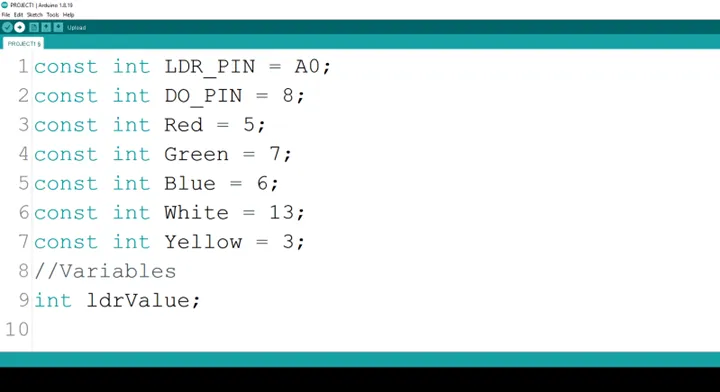 PROJECT1 | Arduino 1.8.19
File Edit Sketch Tools Help
Upload
PROJECT1 §
1 const int LDR_PIN = A0;
2 const int DO_PIN = 8;
3 const int Red = 5;
4 const int Green = 7;
5 const int Blue = 6;
6 const int White = 13;
7 const int Yellow = 3;
8 //Variables
9 int ldrValue;
10